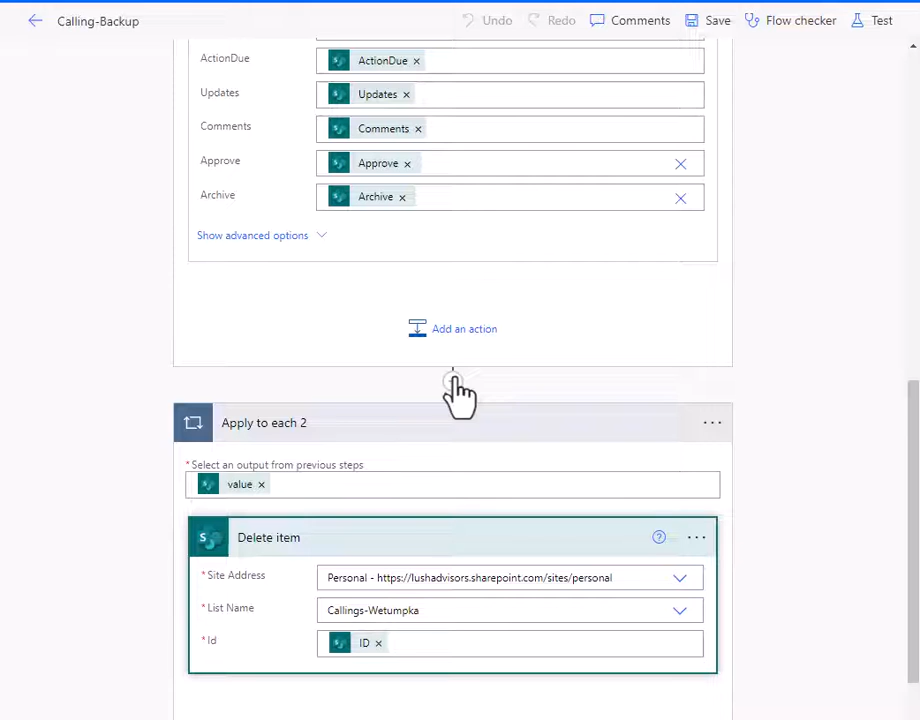 Calling-Backup Undo Redo Comments Save Flow checker Test
ActionDue ActionDue ×
Updates Updates ×
Comments Comments ×
Approve Approve ×
Archive Archive ×
Show advanced options
Add an action
Apply to each 2 ...
*Select an output from previous steps
value ×
S Delete item ? ...
*Site Address Personal - https://lushadvisors.sharepoint.com/sites/personal
*List Name Callings-Wetumpka
*Id ID ×